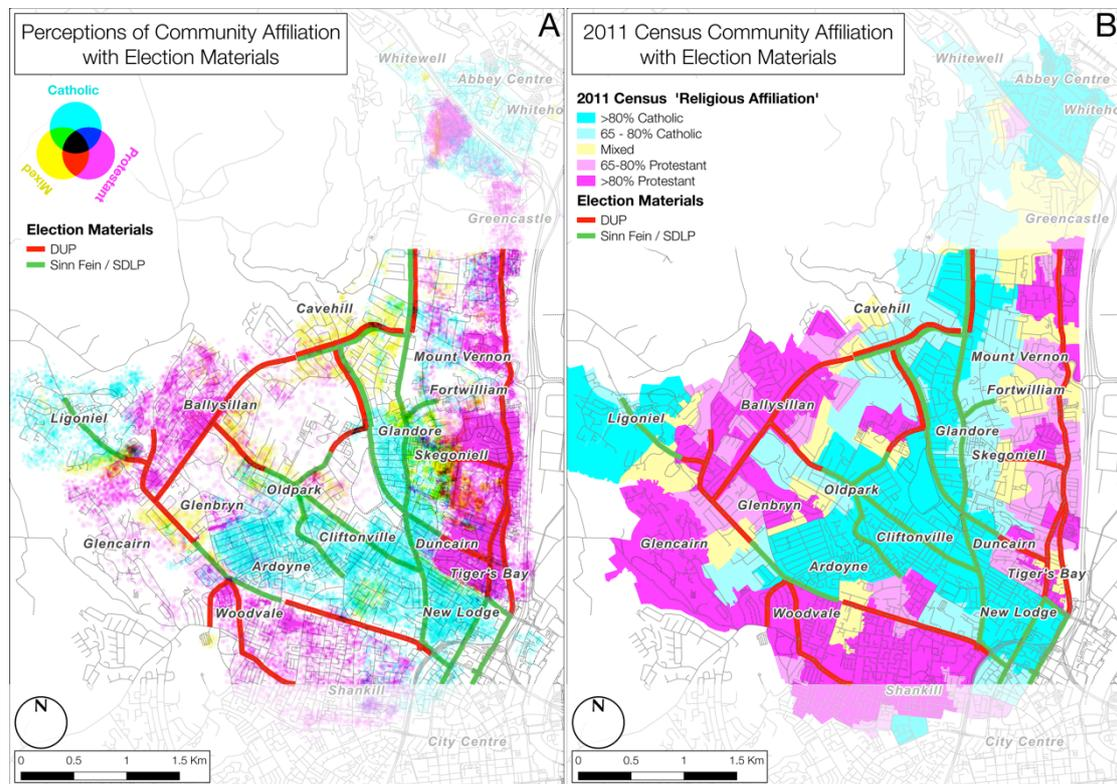 Perceptions of Community Affiliation
with Election Materials
A
Catholic
Mixed
Protestant
Election Materials
DUP
Sinn Fein / SDLP
Whitewell
Abbey Centre
Whiteho
Greencastle
Cavehill
Mount Vernon
Fortwilliam
Ballysillan
Ligoniel
Glandore
Skegoniell
Oldpark
Glenbryn
Glencairn
Cliftonville
Duncairn
Ardoyne
Tiger's Bay
Woodvale
New Lodge
Shankill
City Centre
N
0 0.5 1 1.5 Km
2011 Census Community Affiliation
with Election Materials
B
2011 Census 'Religious Affiliation'
>80% Catholic
65 - 80% Catholic
Mixed
65-80% Protestant
>80% Protestant
Election Materials
DUP
Sinn Fein / SDLP
Whitewell
Abbey Centre
Whiteho
Greencastle
Cavehill
Mount Vernon
Fortwilliam
Ballysillan
Ligoniel
Glandore
Skegoniell
Oldpark
Glenbryn
Glencairn
Cliftonville
Duncairn
Ardoyne
Tiger's Bay
Woodvale
New Lodge
Shankill
City Centre
N
0 0.5 1 1.5 Km